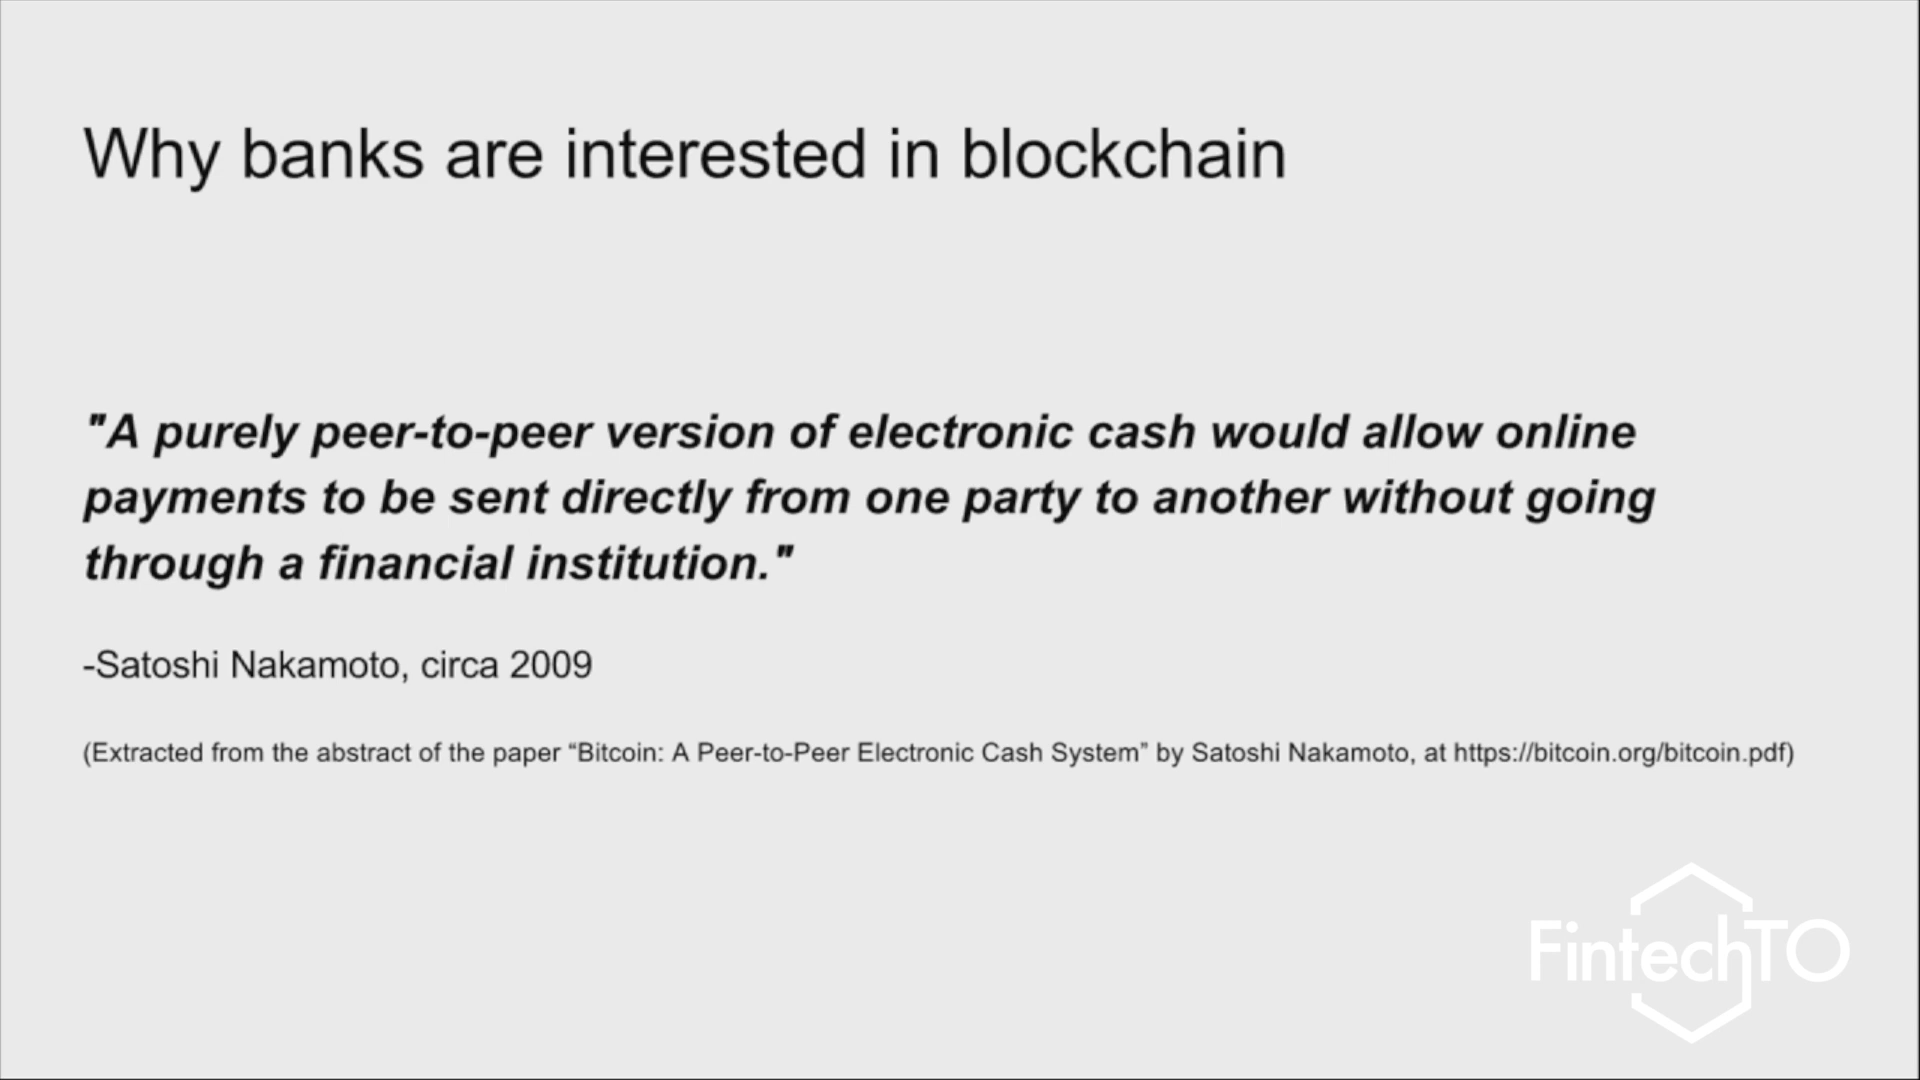 Why banks are interested in blockchain
"A purely peer-to-peer version of electronic cash would allow online
payments to be sent directly from one party to another without going
through a financial institution."
-Satoshi Nakamoto, circa 2009
(Extracted from the abstract of the paper “Bitcoin: A Peer-to-Peer Electronic Cash System” by Satoshi Nakamoto, at https://bitcoin.org/bitcoin.pdf)
FintechTO